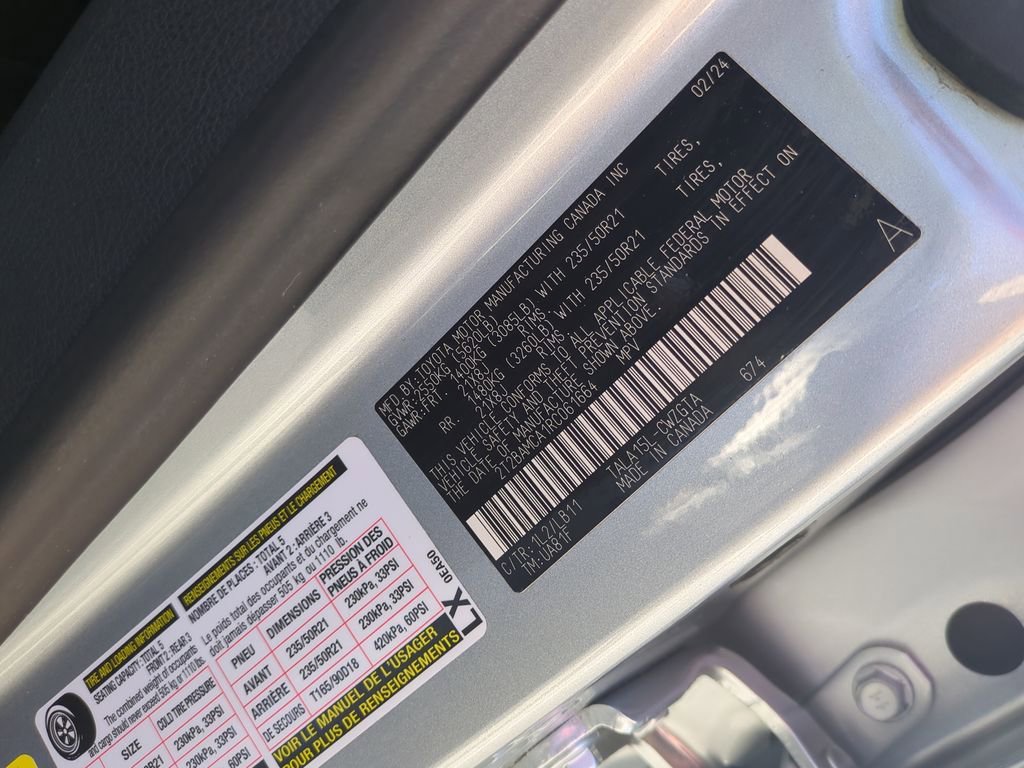 MFD. BY: TOYOTA MOTOR MANUFACTURING CANADA INC
02/24
GVWR: 2550KG (5620LB)
GAWR: FRT 1400KG (3085LB) WITH 235/50R21 TIRES,
21X8J RIMS
RR 1480KG (3260LB) WITH 235/50R21 TIRES,
21X8J RIMS
THIS VEHICLE CONFORMS TO ALL APPLICABLE FEDERAL MOTOR
VEHICLE SAFETY AND THEFT PREVENTION STANDARDS IN EFFECT ON
THE DATE OF MANUFACTURE SHOWN ABOVE.
MPV
A
C/TR: 1L2/LB11
TALA15L-CWZGTA
674
TM: UA81F
MADE IN CANADA
TIRE AND LOADING INFORMATION
RENSEIGNEMENTS SUR LES PNEUS ET LE CHARGEMENT
SEATING CAPACITY : TOTAL 5
FRONT 2 : REAR 3
The combined weight of occupants
and cargo should never exceed 505 kg or 1110 lbs.
NOMBRE DE PLACES : TOTAL 5
AVANT 2 : ARRIÈRE 3
Le poids total des occupants et du chargement ne
doit jamais dépasser 505 kg ou 1110 lb.
SIZE
COLD TIRE PRESSURE
230kPa, 33PSI
230kPa, 33PSI
60PSI
PNEU
DIMENSIONS
PRESSION DES
PNEUS À FROID
AVANT
235/50R21
230kPa, 33PSI
ARRIÈRE
235/50R21
230kPa, 33PSI
DE SECOURS
T165/90D18
420kPa, 60PSI
VOIR LE MANUEL DE L'USAGER
POUR PLUS DE RENSEIGNEMENTS
LX
0EA50